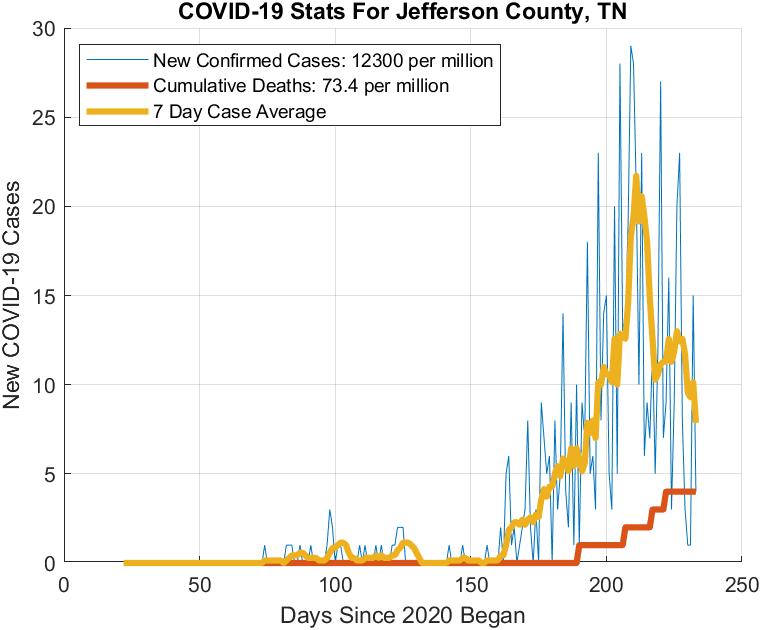 COVID-19 Stats For Jefferson County, TN
New Confirmed Cases: 12300 per million
Cumulative Deaths: 73.4 per million
7 Day Case Average
New COVID-19 Cases
30
25
20
15
10
5
0
0 50 100 150 200 250
Days Since 2020 Began